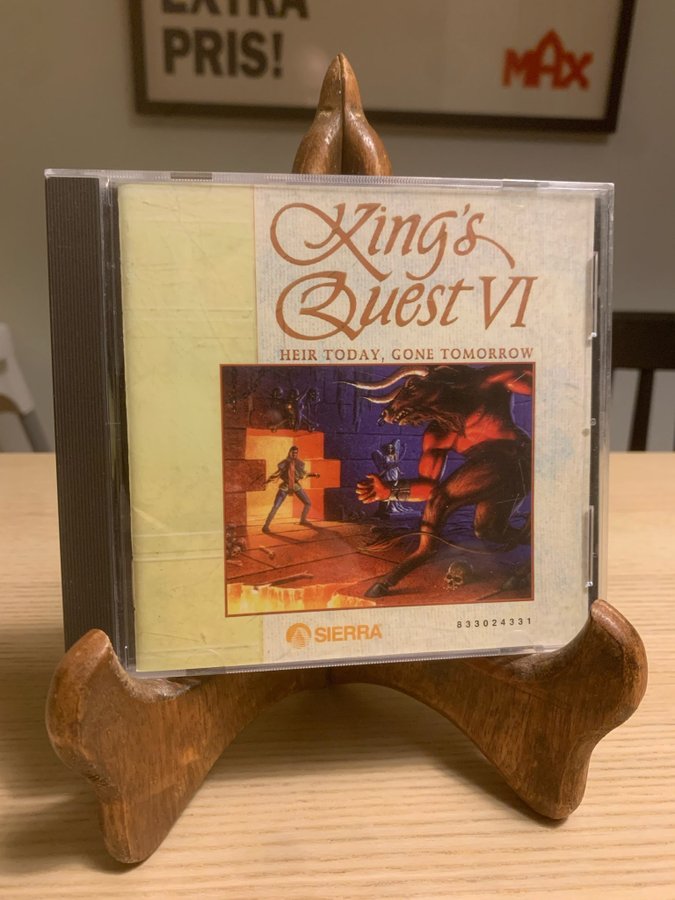 EXTRA
PRIS!
MAX
King's
Quest VI
HEIR TODAY, GONE TOMORROW
SIERRA
833024331